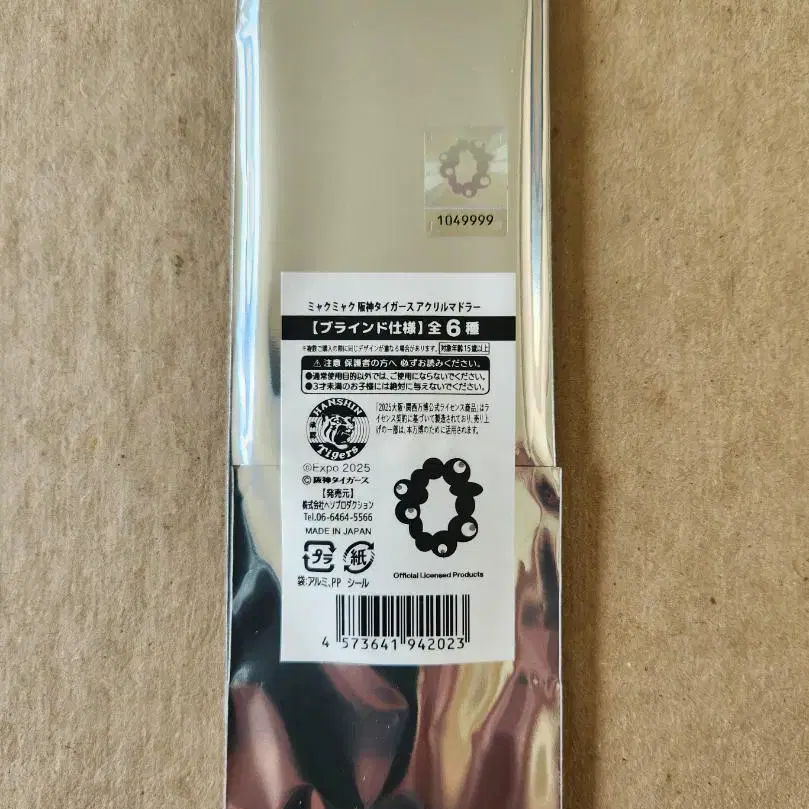 1049999
ミャクミャク 阪神タイガース アクリルマドラー
【ブラインド仕様】全6種
※複数ご購入の際に同じデザインが重なる場合があります。 対象年齢15歳以上
⚠注意 保護者の方へ 必ずお読みください。
●通常使用目的以外では、ご使用にならないでください。
●3才未満のお子様には絶対に与えないでください。
HANSHIN
Tigers
「2025大阪・関西万博公式ライセンス商品」はラ
イセンス契約に基づいて製造されており、売り上
げの一部は、本万博のために活用されます。
©Expo 2025
©阪神タイガース
【発売元】
株式会社ヘソプロダクション
Tel.06-6464-5566
MADE IN JAPAN
プラ 紙
袋:アルミ、PP シール
Official Licensed Products
4 573641 942023